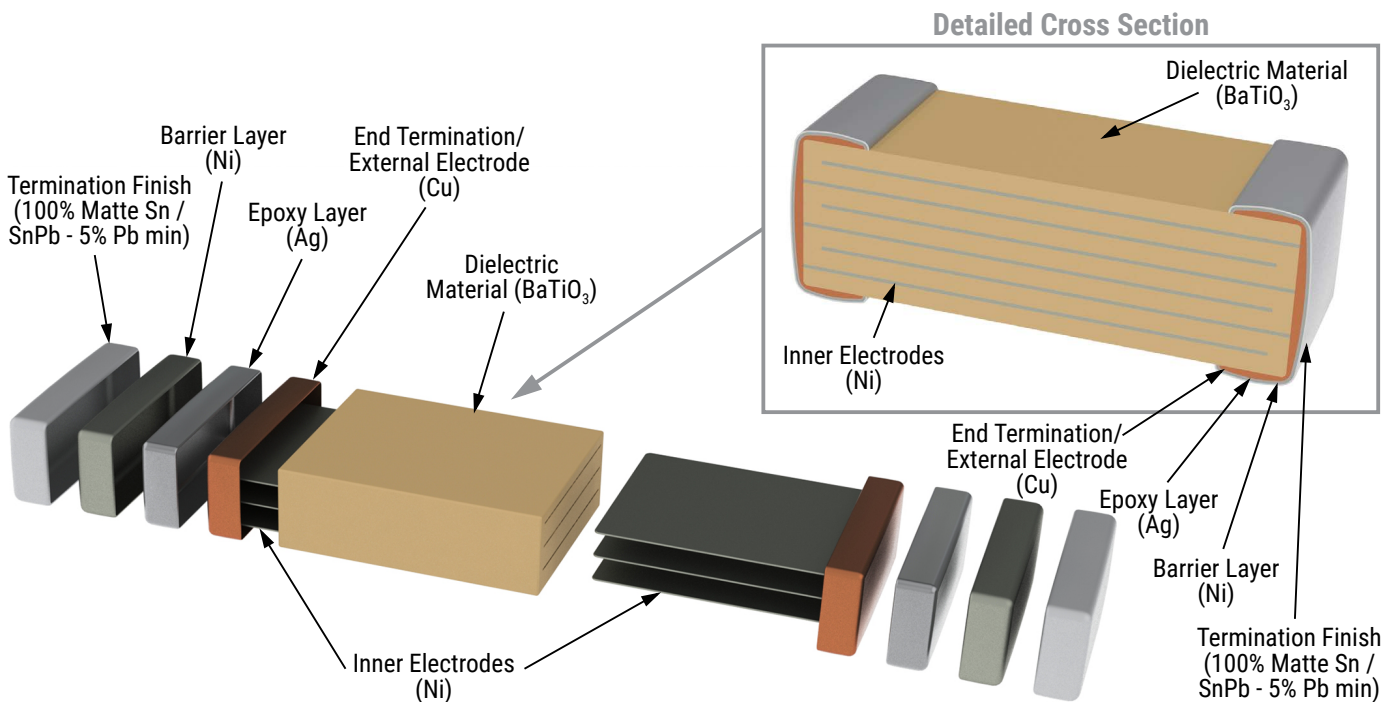 Detailed Cross Section
Dielectric Material
(BaTiO₃)
Inner Electrodes
(Ni)
End Termination/
External Electrode
(Cu)
Epoxy Layer
(Ag)
Barrier Layer
(Ni)
Termination Finish
(100% Matte Sn /
SnPb - 5% Pb min)
Termination Finish
(100% Matte Sn /
SnPb - 5% Pb min)
Barrier Layer
(Ni)
Epoxy Layer
(Ag)
End Termination/
External Electrode
(Cu)
Dielectric
Material (BaTiO₃)
Inner Electrodes
(Ni)